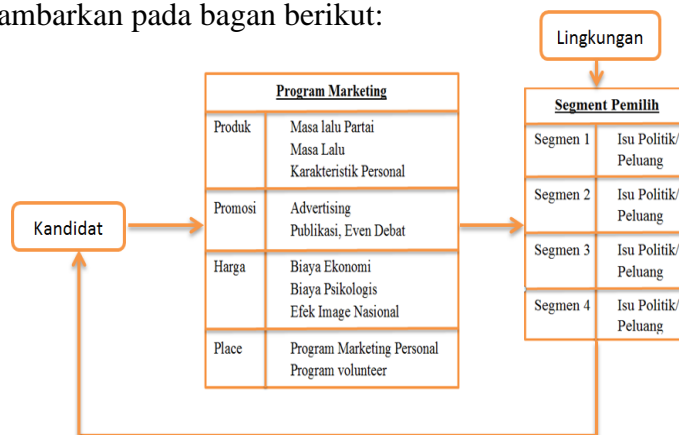 ambarkan pada bagan berikut:
Lingkungan
Program Marketing
Produk
Masa lalu Partai
Masa Lalu
Karakteristik Personal
Promosi
Advertising
Publikasi, Even Debat
Harga
Biaya Ekonomi
Biaya Psikologis
Efek Image Nasional
Place
Program Marketing Personal
Program volunteer
Kandidat
Segment Pemilih
Segmen 1
Isu Politik/
Peluang
Segmen 2
Isu Politik/
Peluang
Segmen 3
Isu Politik/
Peluang
Segmen 4
Isu Politik/
Peluang